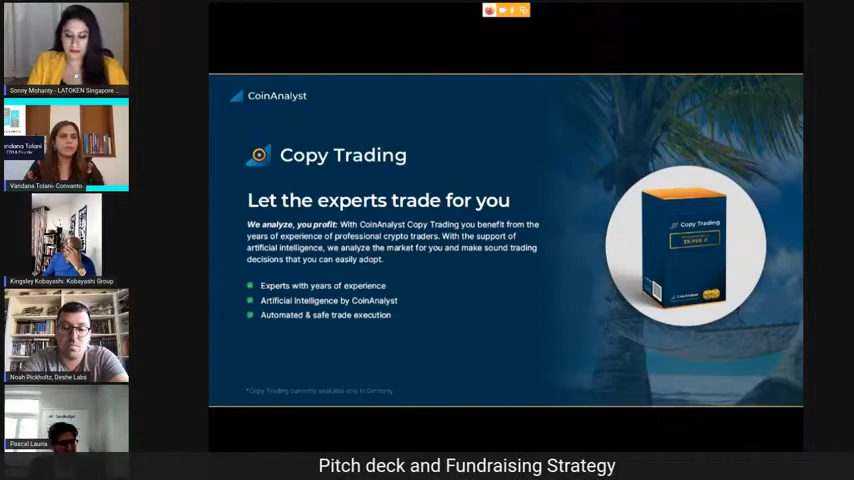 Sonny Mohanty - LATOKEN Singapore ...
Vandana Tolani- Convanto
Kingsley Kobayashi. Kobayashi Group
Noah Pickholtz, Deshe Labs
Pascal Lauria
CoinAnalyst
Copy Trading
Let the experts trade for you
We analyze, you profit: With CoinAnalyst Copy Trading you benefit from the
years of experience of professional crypto traders. With the support of
artificial intelligence, we analyze the market for you and make sound trading
decisions that you can easily adopt.
Experts with years of experience
Artificial Intelligence by CoinAnalyst
Automated & safe trade execution
*Copy Trading currently available only in Germany
Copy Trading
CoinAnalyst
Pitch deck and Fundraising Strategy